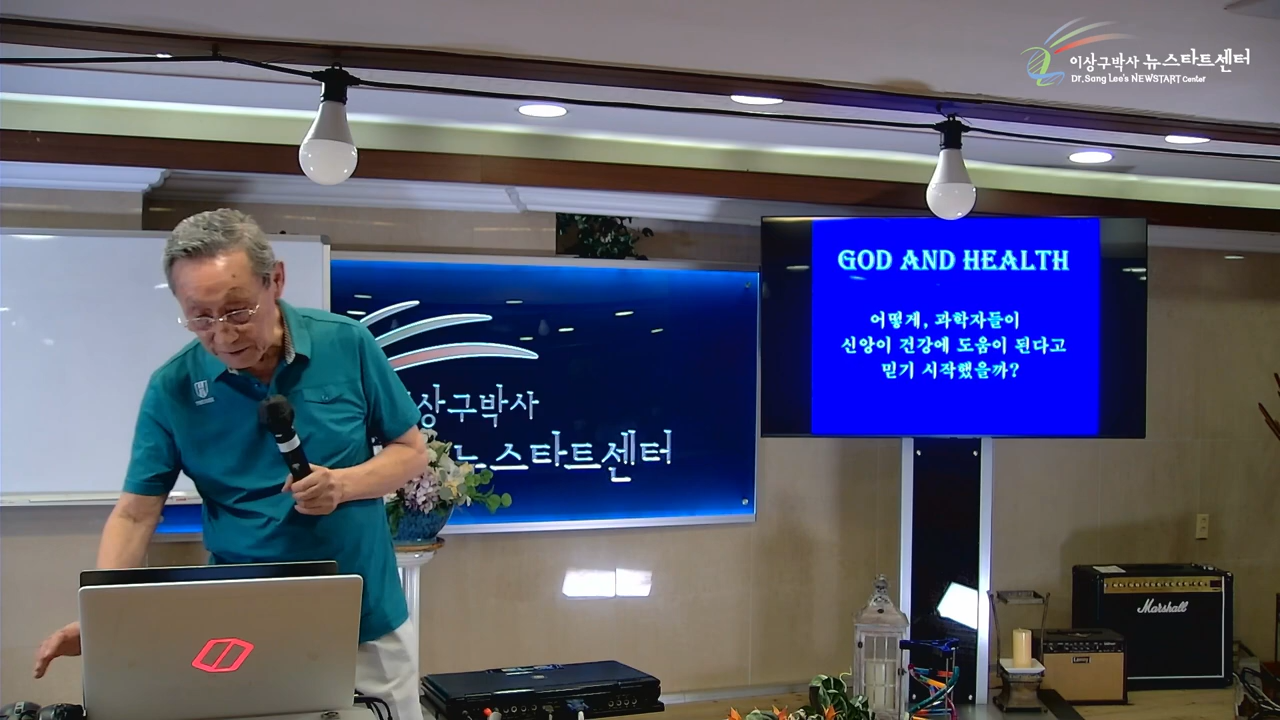 이상구박사 뉴스타트센터
Dr. Sang Lee's NEWSTART Center
GOD AND HEALTH
어떻게, 과학자들이
신앙이 건강에 도움이 된다고
믿기 시작했을까?
상구박사
뉴스타트센터
Marshall
Laney